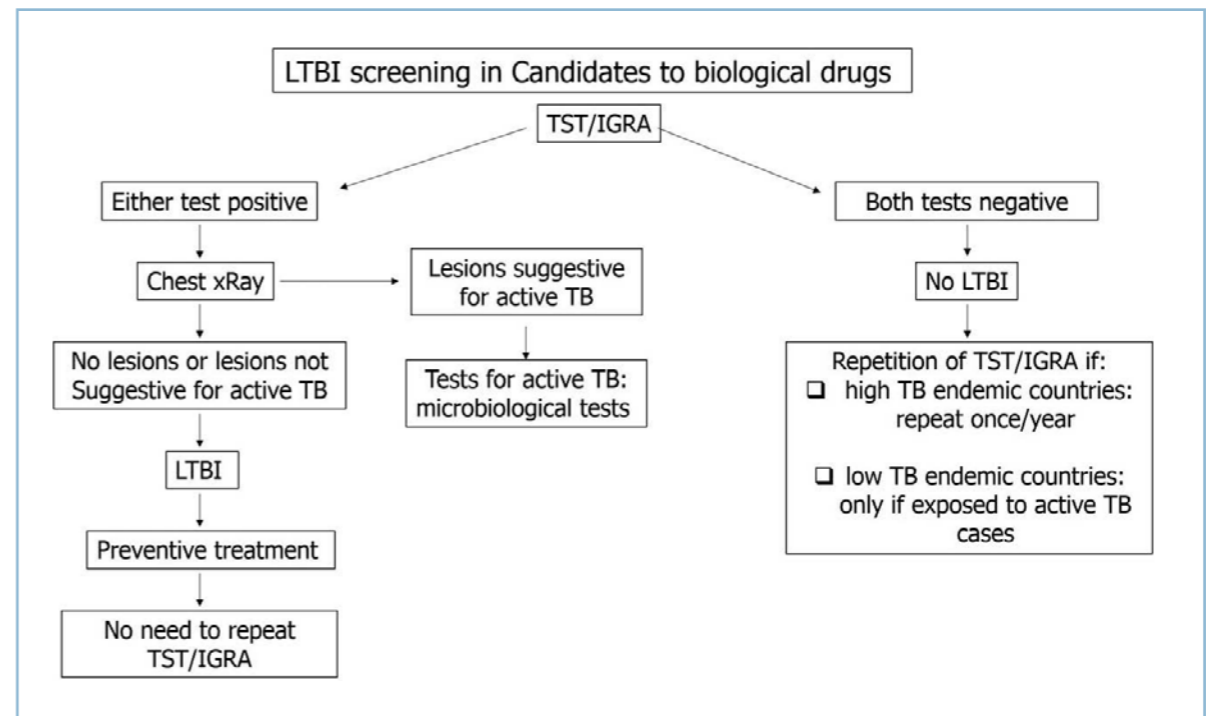 LTBI screening in Candidates to biological drugs
TST/IGRA
Either test positive
Chest xRay
Lesions suggestive
for active TB
Tests for active TB:
microbiological tests
No lesions or lesions not
Suggestive for active TB
LTBI
Preventive treatment
No need to repeat
TST/IGRA
Both tests negative
No LTBI
Repetition of TST/IGRA if:
❑ high TB endemic countries:
repeat once/year
❑ low TB endemic countries:
only if exposed to active TB
cases